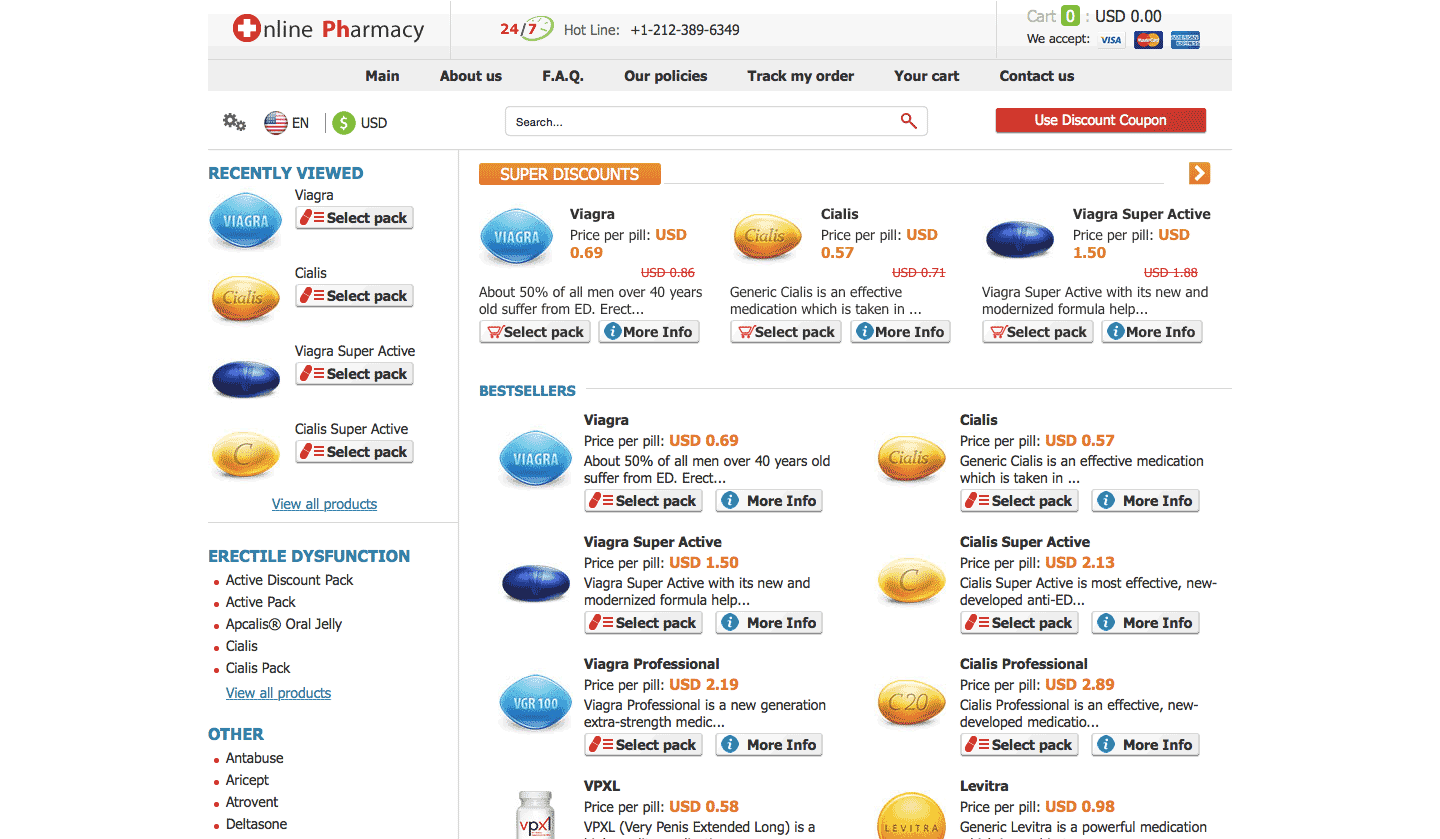 Online Pharmacy
24/7 Hot Line: +1-212-389-6349
Cart 0 : USD 0.00
We accept: VISA MasterCard AMERICAN EXPRESS
Main About us F.A.Q. Our policies Track my order Your cart Contact us
EN $ USD
Search...
Use Discount Coupon
RECENTLY VIEWED
VIAGRA
Viagra
Select pack
Cialis
Cialis
Select pack
Viagra Super Active
Select pack
C
Cialis Super Active
Select pack
View all products
ERECTILE DYSFUNCTION
Active Discount Pack
Active Pack
Apcalis® Oral Jelly
Cialis
Cialis Pack
View all products
OTHER
Antabuse
Aricept
Atrovent
Deltasone
SUPER DISCOUNTS
VIAGRA
Viagra
Price per pill: USD
0.69
USD 0.86
About 50% of all men over 40 years
old suffer from ED. Erect...
Select pack More Info
Cialis
Cialis
Price per pill: USD
0.57
USD 0.71
Generic Cialis is an effective
medication which is taken in ...
Select pack More Info
Viagra Super Active
Price per pill: USD
1.50
USD 1.88
Viagra Super Active with its new and
modernized formula help...
Select pack More Info
BESTSELLERS
VIAGRA
Viagra
Price per pill: USD 0.69
About 50% of all men over 40 years old
suffer from ED. Erect...
Select pack More Info
Cialis
Cialis
Price per pill: USD 0.57
Generic Cialis is an effective medication
which is taken in ...
Select pack More Info
Viagra Super Active
Price per pill: USD 1.50
Viagra Super Active with its new and
modernized formula help...
Select pack More Info
C
Cialis Super Active
Price per pill: USD 2.13
Cialis Super Active is most effective, new-
developed anti-ED...
Select pack More Info
VGR 100
Viagra Professional
Price per pill: USD 2.19
Viagra Professional is a new generation
extra-strength medic...
Select pack More Info
C20
Cialis Professional
Price per pill: USD 2.89
Cialis Professional is an effective, new-
developed medicatio...
Select pack More Info
vpxl
VPXL
Price per pill: USD 0.58
VPXL (Very Penis Extended Long) is a
LEVITRA
Levitra
Price per pill: USD 0.98
Generic Levitra is a powerful medication